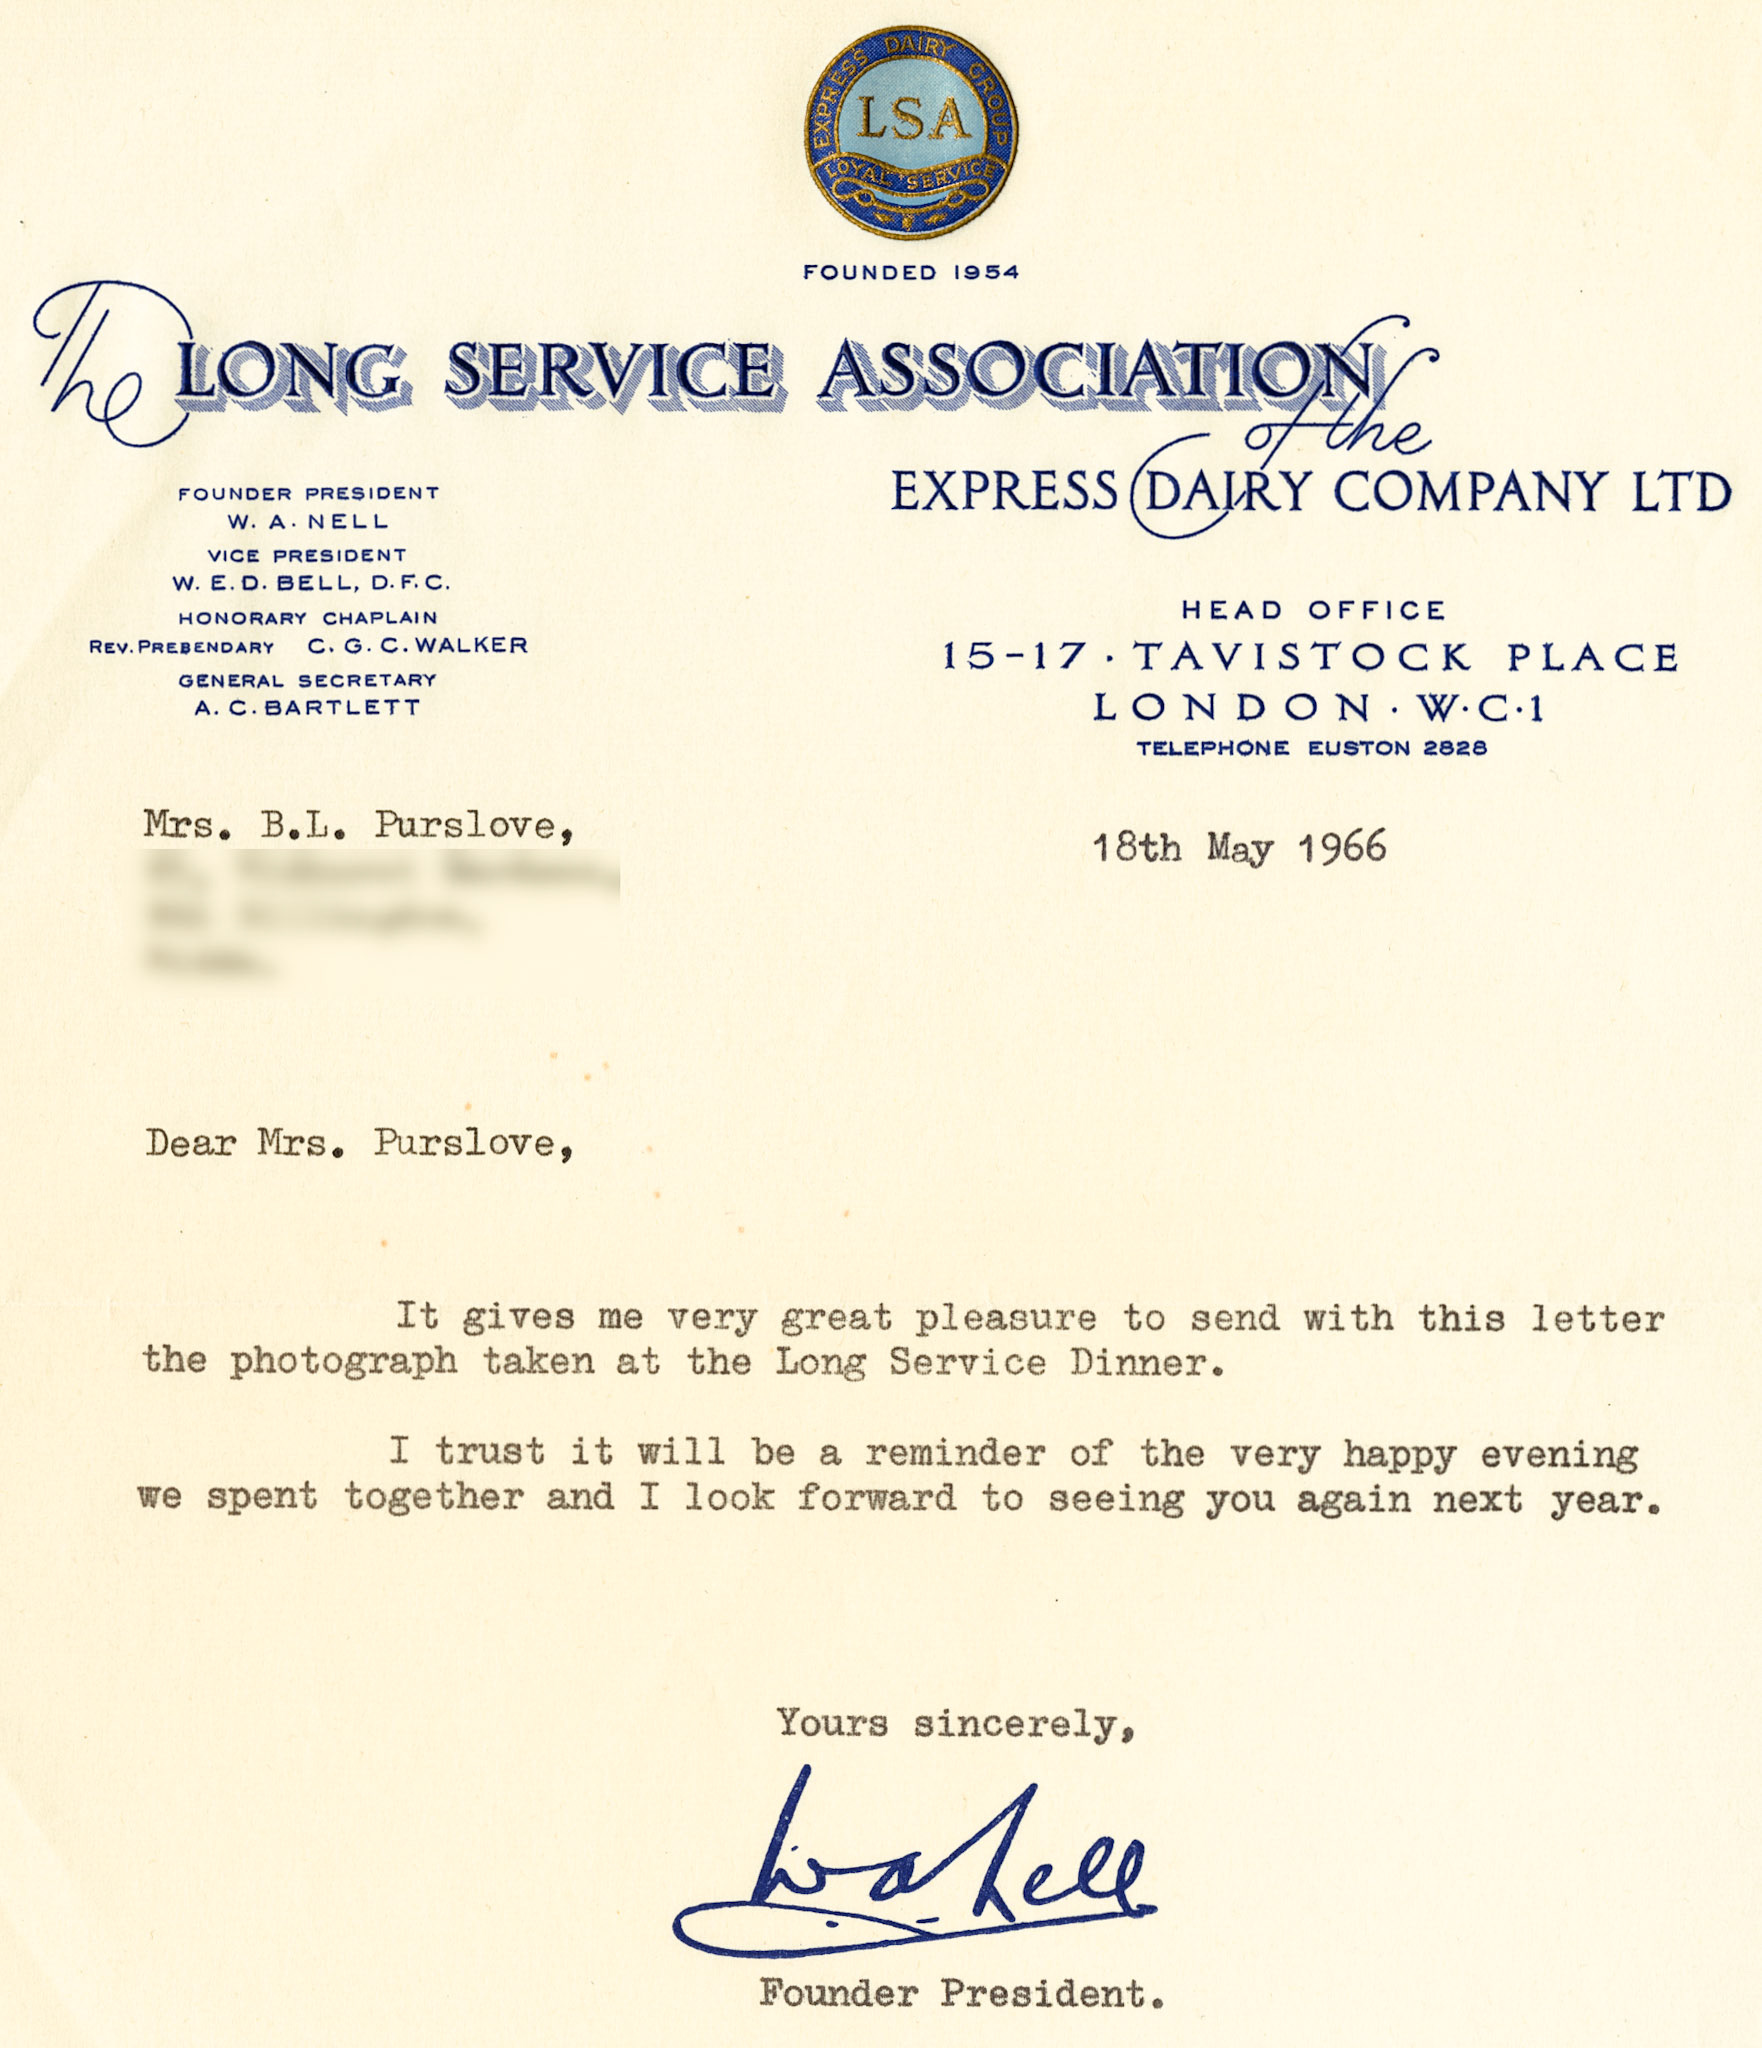 EXPRESS DAIRY GROUP
LSA
LOYAL SERVICE
FOUNDED 1954
The LONG SERVICE ASSOCIATION
of the
EXPRESS DAIRY COMPANY LTD
FOUNDER PRESIDENT
W. A. NELL
VICE PRESIDENT
W. E. D. BELL, D.F.C.
HONORARY CHAPLAIN
REV. PREBENDARY C. G. C. WALKER
GENERAL SECRETARY
A. C. BARTLETT
HEAD OFFICE
15-17 · TAVISTOCK PLACE
LONDON · W·C·1
TELEPHONE EUSTON 2828
Mrs. B.L. Purslove,
18th May 1966
Dear Mrs. Purslove,
It gives me very great pleasure to send with this letter
the photograph taken at the Long Service Dinner.
I trust it will be a reminder of the very happy evening
we spent together and I look forward to seeing you again next year.
Yours sincerely,
W A Nell
Founder President.